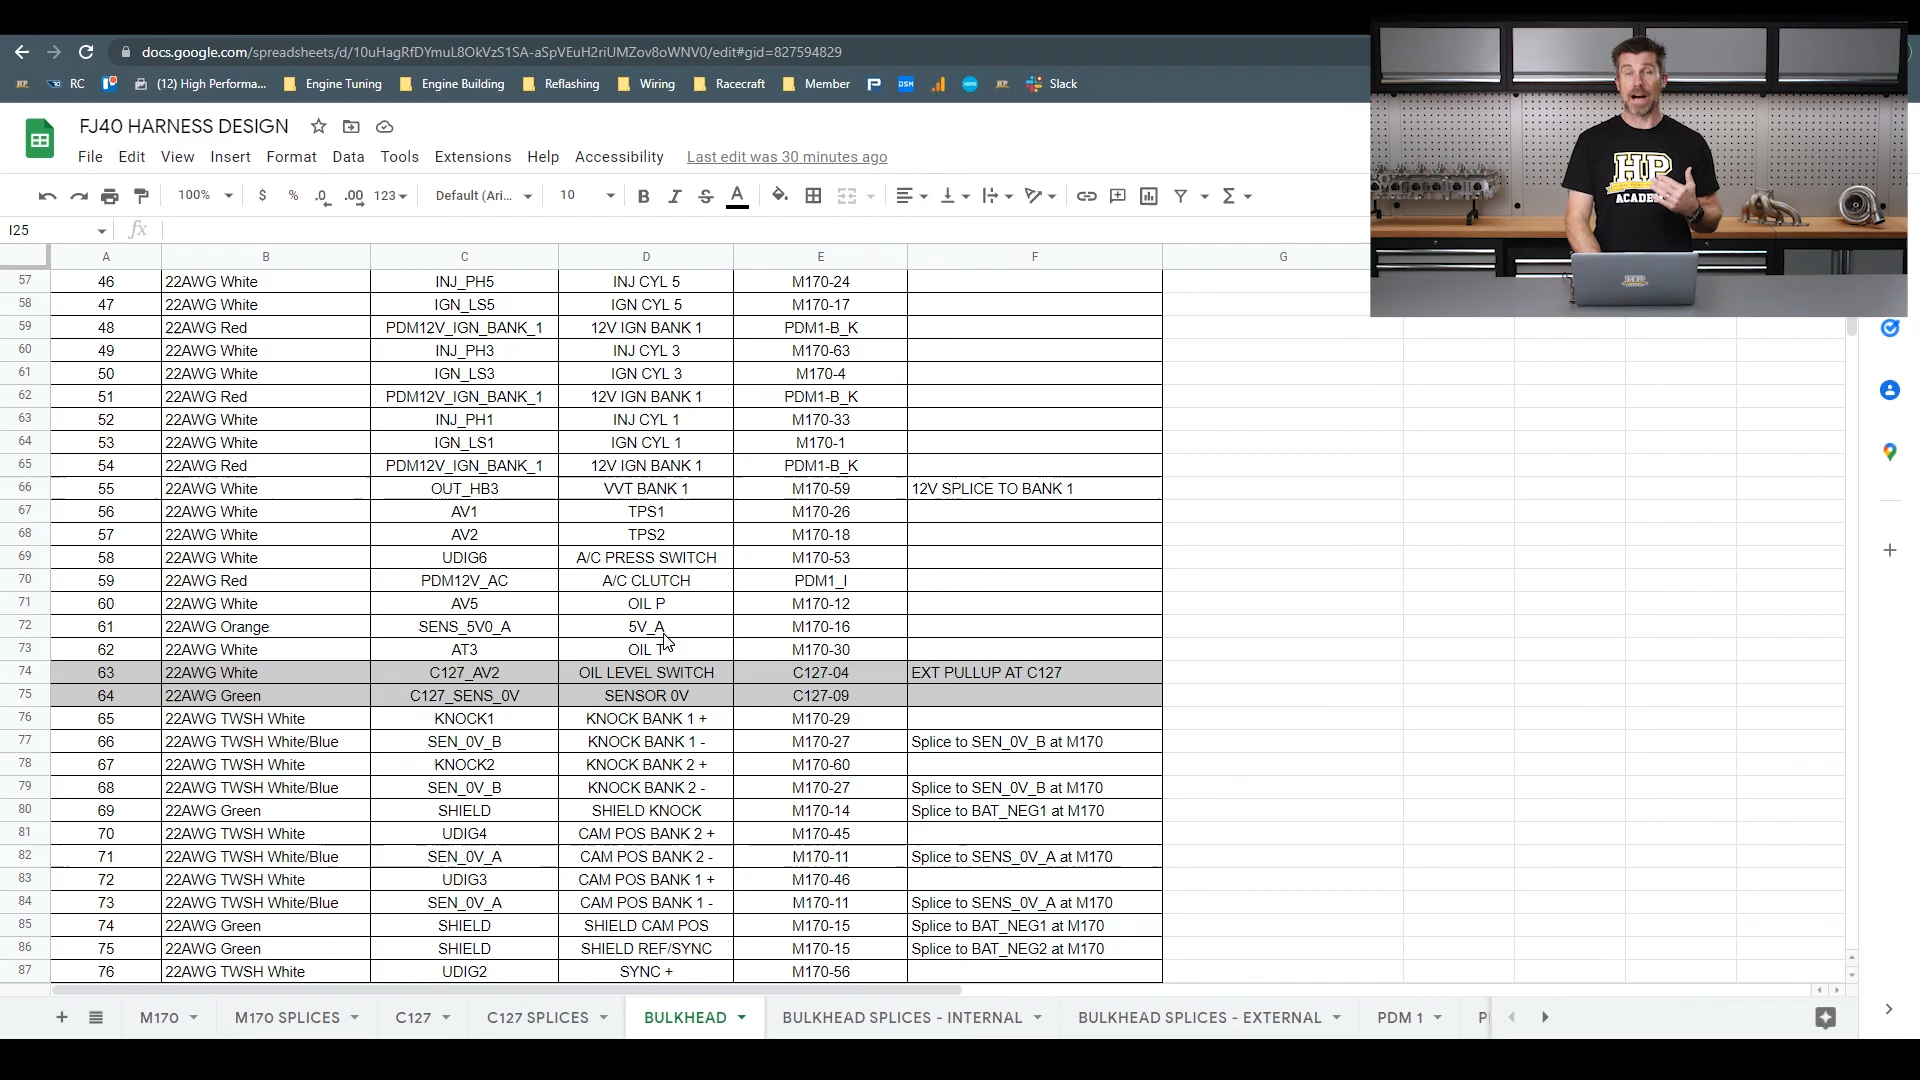 docs.google.com/spreadsheets/d/10uHagRfDYmuL8OkVzS1SA-aSpVEuH2riUMZov8oWNV0/edit#gid=827594829
RC (12) High Performa... Engine Tuning Engine Building Reflashing Wiring Racecraft Member DSM xero Slack
FJ40 HARNESS DESIGN
File Edit View Insert Format Data Tools Extensions Help Accessibility Last edit was 30 minutes ago
100% $ % .0 .00 123 Default (Ari... 10 B I S A
I25 fx
A B C D E F G
57 46 22AWG White INJ_PH5 INJ CYL 5 M170-24
58 47 22AWG White IGN_LS5 IGN CYL 5 M170-17
59 48 22AWG Red PDM12V_IGN_BANK_1 12V IGN BANK 1 PDM1-B_K
60 49 22AWG White INJ_PH3 INJ CYL 3 M170-63
61 50 22AWG White IGN_LS3 IGN CYL 3 M170-4
62 51 22AWG Red PDM12V_IGN_BANK_1 12V IGN BANK 1 PDM1-B_K
63 52 22AWG White INJ_PH1 INJ CYL 1 M170-33
64 53 22AWG White IGN_LS1 IGN CYL 1 M170-1
65 54 22AWG Red PDM12V_IGN_BANK_1 12V IGN BANK 1 PDM1-B_K
66 55 22AWG White OUT_HB3 VVT BANK 1 M170-59 12V SPLICE TO BANK 1
67 56 22AWG White AV1 TPS1 M170-26
68 57 22AWG White AV2 TPS2 M170-18
69 58 22AWG White UDIG6 A/C PRESS SWITCH M170-53
70 59 22AWG Red PDM12V_AC A/C CLUTCH PDM1_I
71 60 22AWG White AV5 OIL P M170-12
72 61 22AWG Orange SENS_5V0_A 5V_A M170-16
73 62 22AWG White AT3 OIL T M170-30
74 63 22AWG White C127_AV2 OIL LEVEL SWITCH C127-04 EXT PULLUP AT C127
75 64 22AWG Green C127_SENS_0V SENSOR 0V C127-09
76 65 22AWG TWSH White KNOCK1 KNOCK BANK 1 + M170-29
77 66 22AWG TWSH White/Blue SEN_0V_B KNOCK BANK 1 - M170-27 Splice to SEN_0V_B at M170
78 67 22AWG TWSH White KNOCK2 KNOCK BANK 2 + M170-60
79 68 22AWG TWSH White/Blue SEN_0V_B KNOCK BANK 2 - M170-27 Splice to SEN_0V_B at M170
80 69 22AWG Green SHIELD SHIELD KNOCK M170-14 Splice to BAT_NEG1 at M170
81 70 22AWG TWSH White UDIG4 CAM POS BANK 2 + M170-45
82 71 22AWG TWSH White/Blue SEN_0V_A CAM POS BANK 2 - M170-11 Splice to SENS_0V_A at M170
83 72 22AWG TWSH White UDIG3 CAM POS BANK 1 + M170-46
84 73 22AWG TWSH White/Blue SEN_0V_A CAM POS BANK 1 - M170-11 Splice to SENS_0V_A at M170
85 74 22AWG Green SHIELD SHIELD CAM POS M170-15 Splice to BAT_NEG1 at M170
86 75 22AWG Green SHIELD SHIELD REF/SYNC M170-15 Splice to BAT_NEG2 at M170
87 76 22AWG TWSH White UDIG2 SYNC + M170-56
M170 M170 SPLICES C127 C127 SPLICES BULKHEAD BULKHEAD SPLICES - INTERNAL BULKHEAD SPLICES - EXTERNAL PDM 1
HP
ACADE
HP